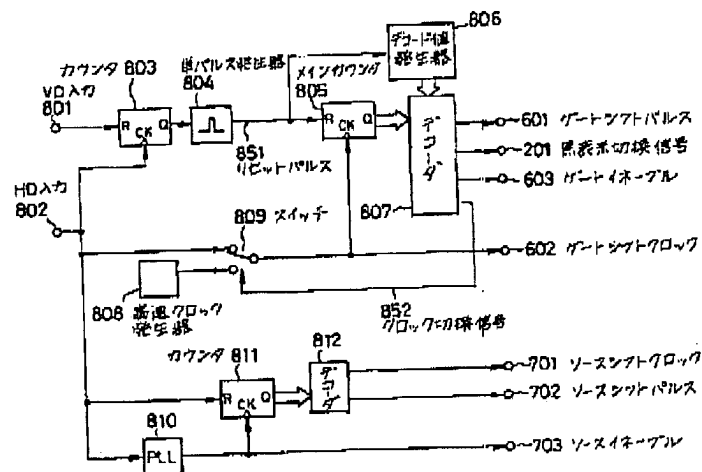 VD入力
801
カウンタ 803
単パルス発生器
804
メインカウンタ
805
デコード値
発生器
806
R CK Q
851
リセットパルス
R CK Q
デコーダ
807
601 ゲートシフトパルス
201 黒表示切換信号
603 ゲートイネーブル
HD入力
802
809 スイッチ
602 ゲートシフトクロック
808
高速クロック
発生器
852
クロック切換信号
カウンタ 811
R CK Q
812
デコーダ
701 ソースシフトクロック
702 ソースシフトパルス
810
PLL
703 ソースイネーブル